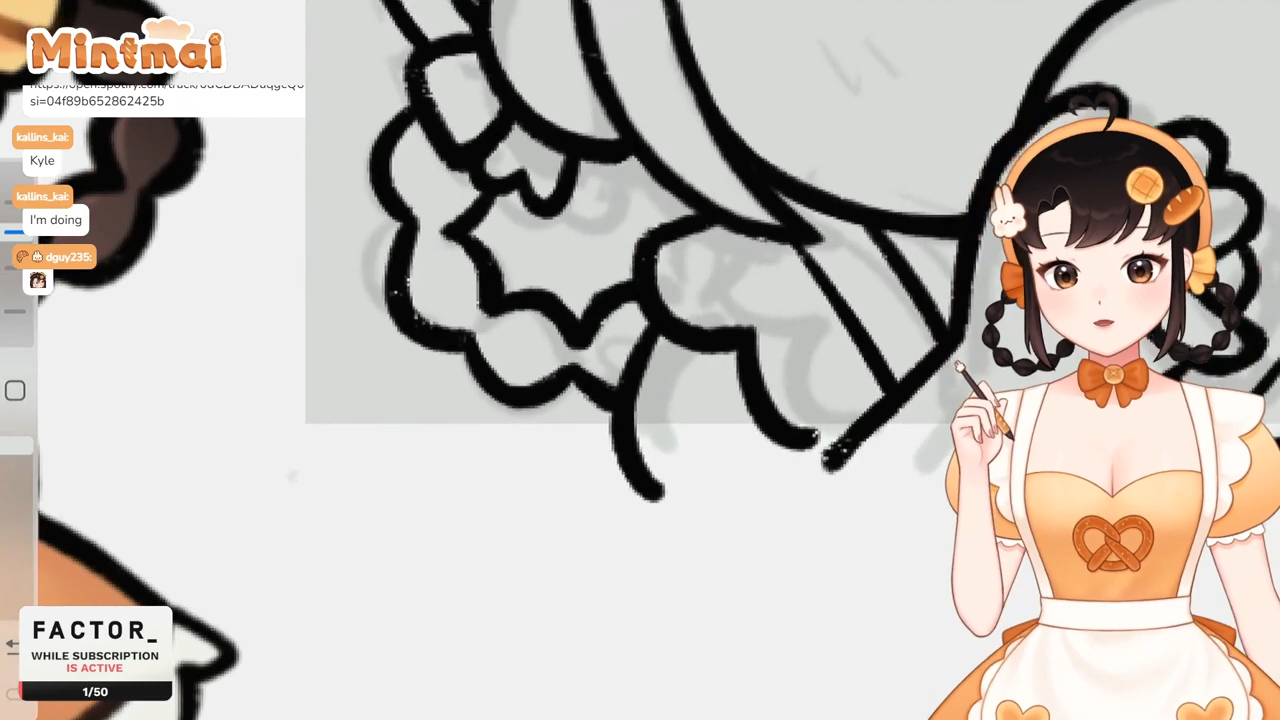 Mintmai
si=04f89b652862425b
kallins_kai:
Kyle
kallins_kai:
I'm doing
dguy235:
FACTOR_
WHILE SUBSCRIPTION
IS ACTIVE
1/50